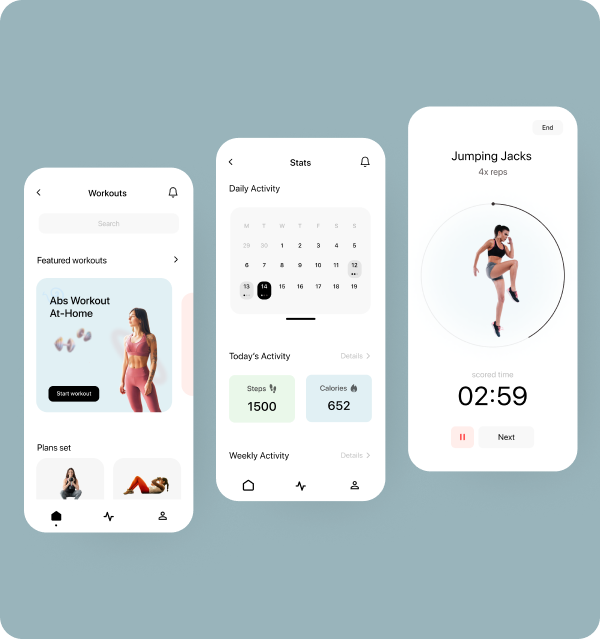 Workouts
Search
Featured workouts
Abs Workout
At-Home
Start workout
Plans set
Stats
Daily Activity
M T W T F S S
29 30 1 2 3 4 5
6 7 8 9 10 11 12
13 14 15 16 17 18 19
Today's Activity Details
Steps
1500
Calories
652
Weekly Activity Details
End
Jumping Jacks
4x reps
scored time
02:59
Next